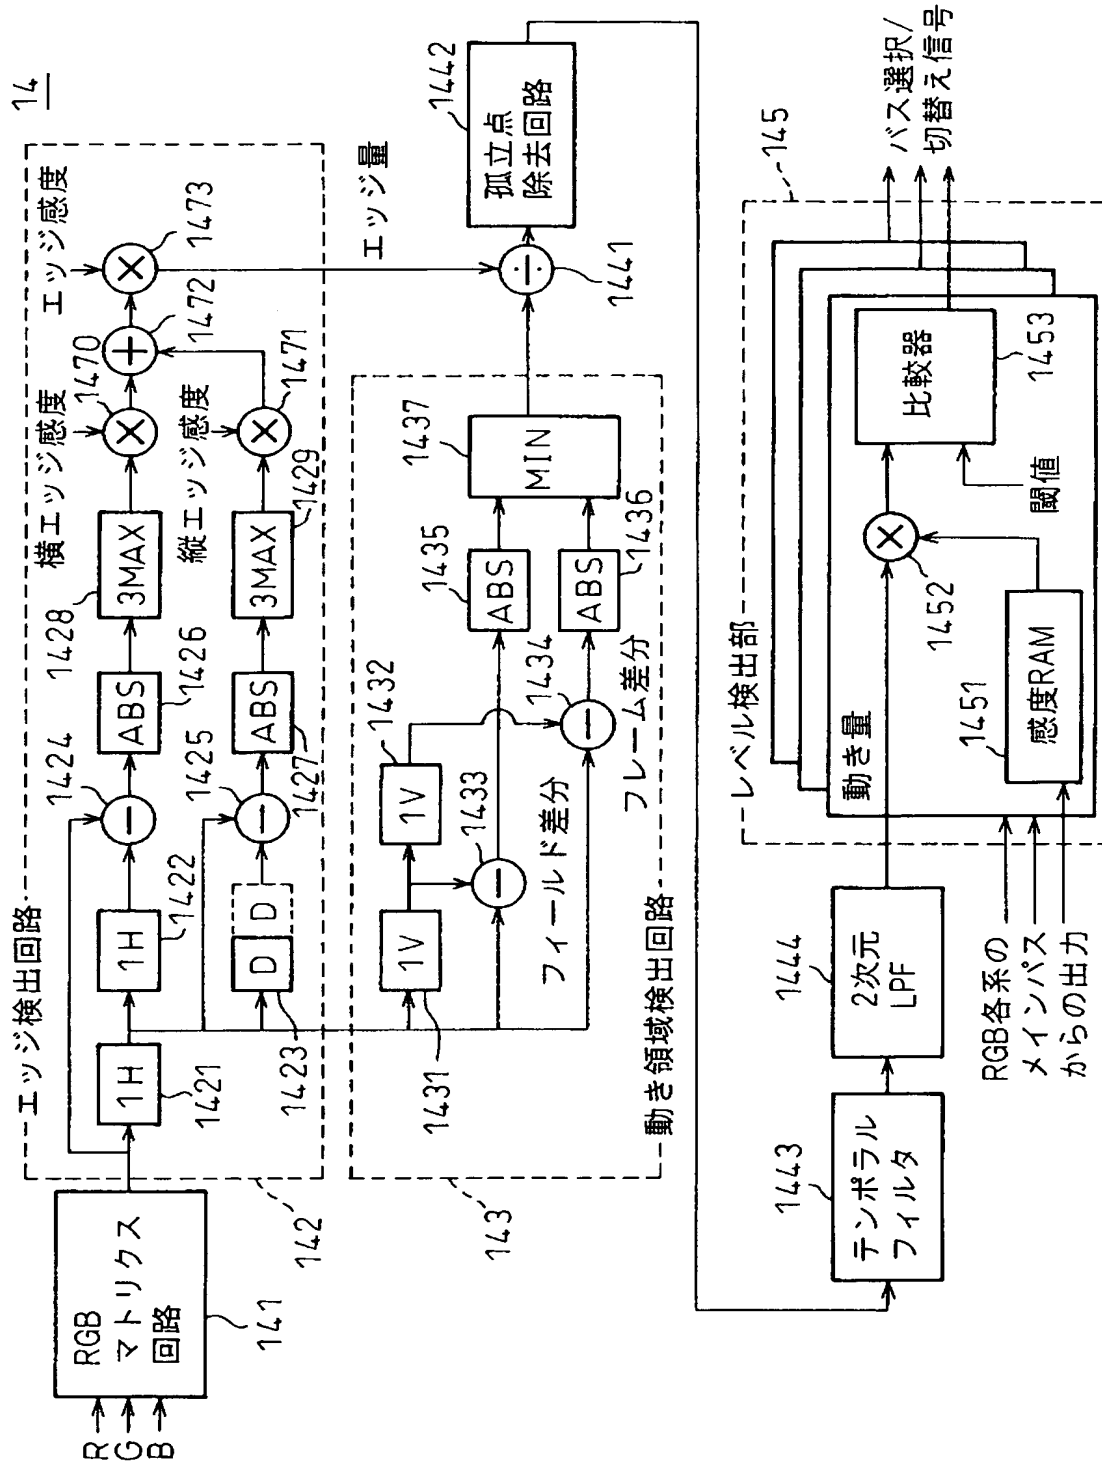 14
R
G
B
RGB
マトリクス
回路
141
エッジ検出回路
142
1H
1421
1H
1422
D
D
1423
−
1424
−
1425
ABS
1426
ABS
1427
3MAX
1428
3MAX
1429
横エッジ感度
×
1470
縦エッジ感度
×
1471
+
1472
エッジ感度
×
1473
エッジ量
動き領域検出回路
143
1V
1431
1V
1432
−
1433
フィールド差分
−
1434
フレーム差分
ABS
1435
ABS
1436
MIN
1437
÷
1441
孤立点
除去回路
1442
テンポラル
フィルタ
1443
2次元
LPF
1444
レベル検出部
145
動き量
RGB各系の
メインパス
からの出力
感度RAM
1451
×
1452
閾値
比較器
1453
バス選択/
切替え信号